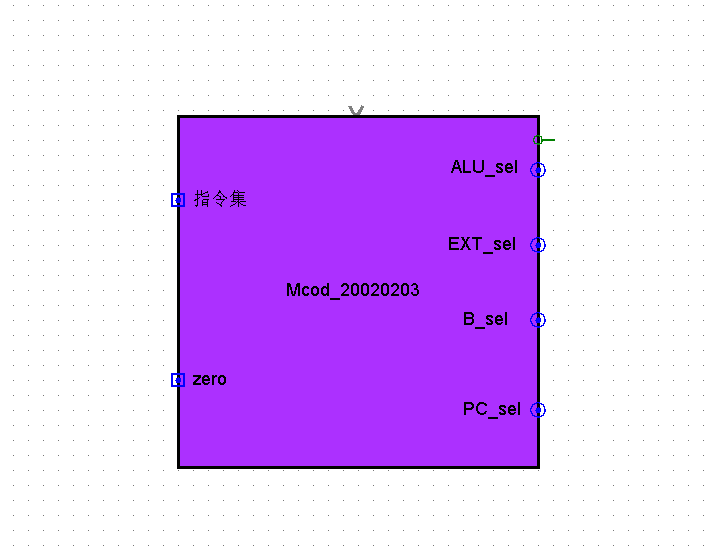 ALU_sel
指令集
EXT_sel
Mcod_20020203
B_sel
zero
PC_sel